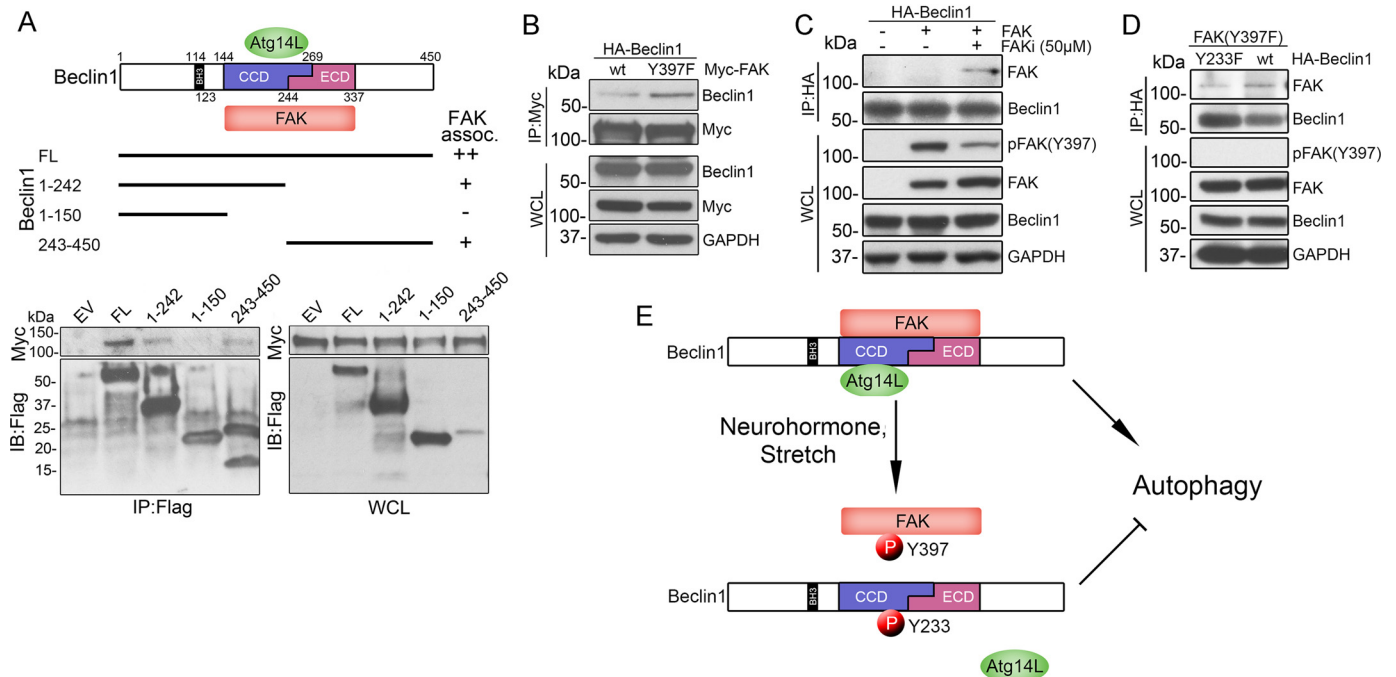 A
Atg14L
1 114 144 269 450
Beclin1 BH3 CCD ECD
123 244 337
FAK
FAK
assoc.
Beclin1
FL ++
1-242 +
1-150 -
243-450 +
kDa EV FL 1-242 1-150 243-450
Myc 150-
100-
IB:Flag
50-
37-
25-
20-
15-
IP:Flag
EV FL 1-242 1-150 243-450
Myc
IB:Flag
WCL
B
HA-Beclin1
kDa wt Y397F Myc-FAK
IP:Myc
50- Beclin1
100- Myc
WCL
50- Beclin1
100- Myc
37- GAPDH
C
HA-Beclin1
- + + FAK
kDa - - + FAKi (50µM)
IP:HA
100- FAK
50- Beclin1
WCL
100- pFAK(Y397)
100- FAK
50- Beclin1
37- GAPDH
D
FAK(Y397F)
kDa Y233F wt HA-Beclin1
IP:HA
100- FAK
50- Beclin1
WCL
pFAK(Y397)
100- FAK
50- Beclin1
37- GAPDH
E
FAK
Beclin1 BH3 CCD ECD
Atg14L
Neurohormone,
Stretch
Autophagy
FAK
P Y397
Beclin1 BH3 CCD ECD
P Y233
Atg14L